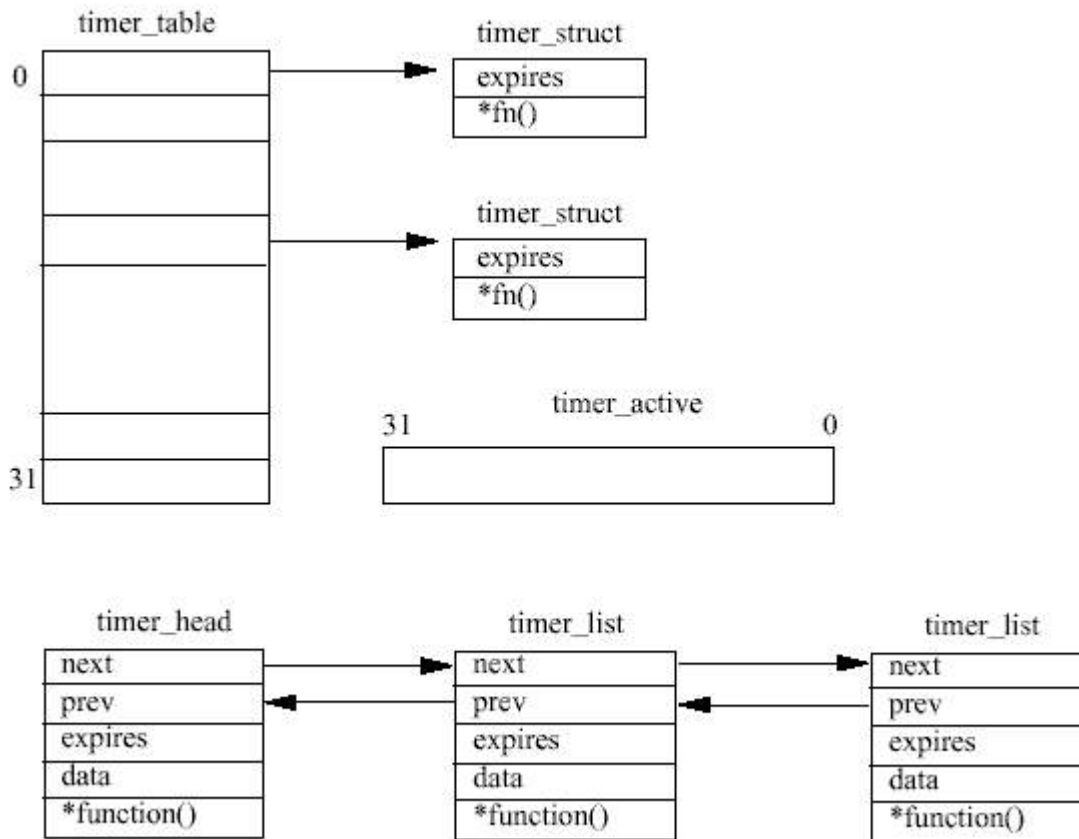 timer_table
0
31
timer_struct
expires
*fn()
timer_struct
expires
*fn()
timer_active
31 0
timer_head
next
prev
expires
data
*function()
timer_list
next
prev
expires
data
*function()
timer_list
next
prev
expires
data
*function()